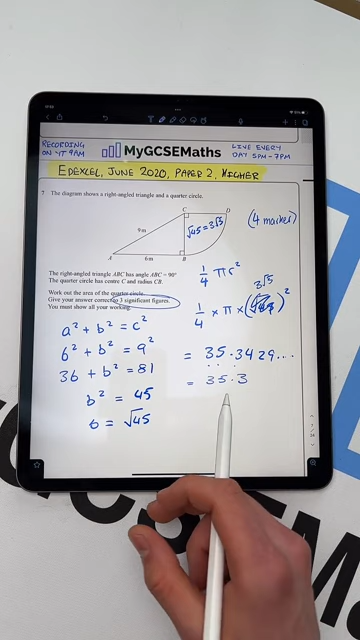 RECORDING
ON YT 9AM
MyGCSEMaths
LIVE EVERY
DAY 5PM-7PM
EDEXCEL, JUNE 2020, PAPER 2, HIGHER
7 The diagram shows a right-angled triangle and a quarter circle.
C
D
9 m
√45 = 3√5
(4 marks)
A
6 m
B
The right-angled triangle ABC has angle ABC = 90°
The quarter circle has centre C and radius CB.
Work out the area of the quarter circle.
Give your answer correct to 3 significant figures.
You must show all your working.
a² + b² = c²
6² + b² = 9²
36 + b² = 81
b² = 45
b = √45
1/4 πr²
3√5
1/4 × π × ( )²
= 35.3429...
= 35.3